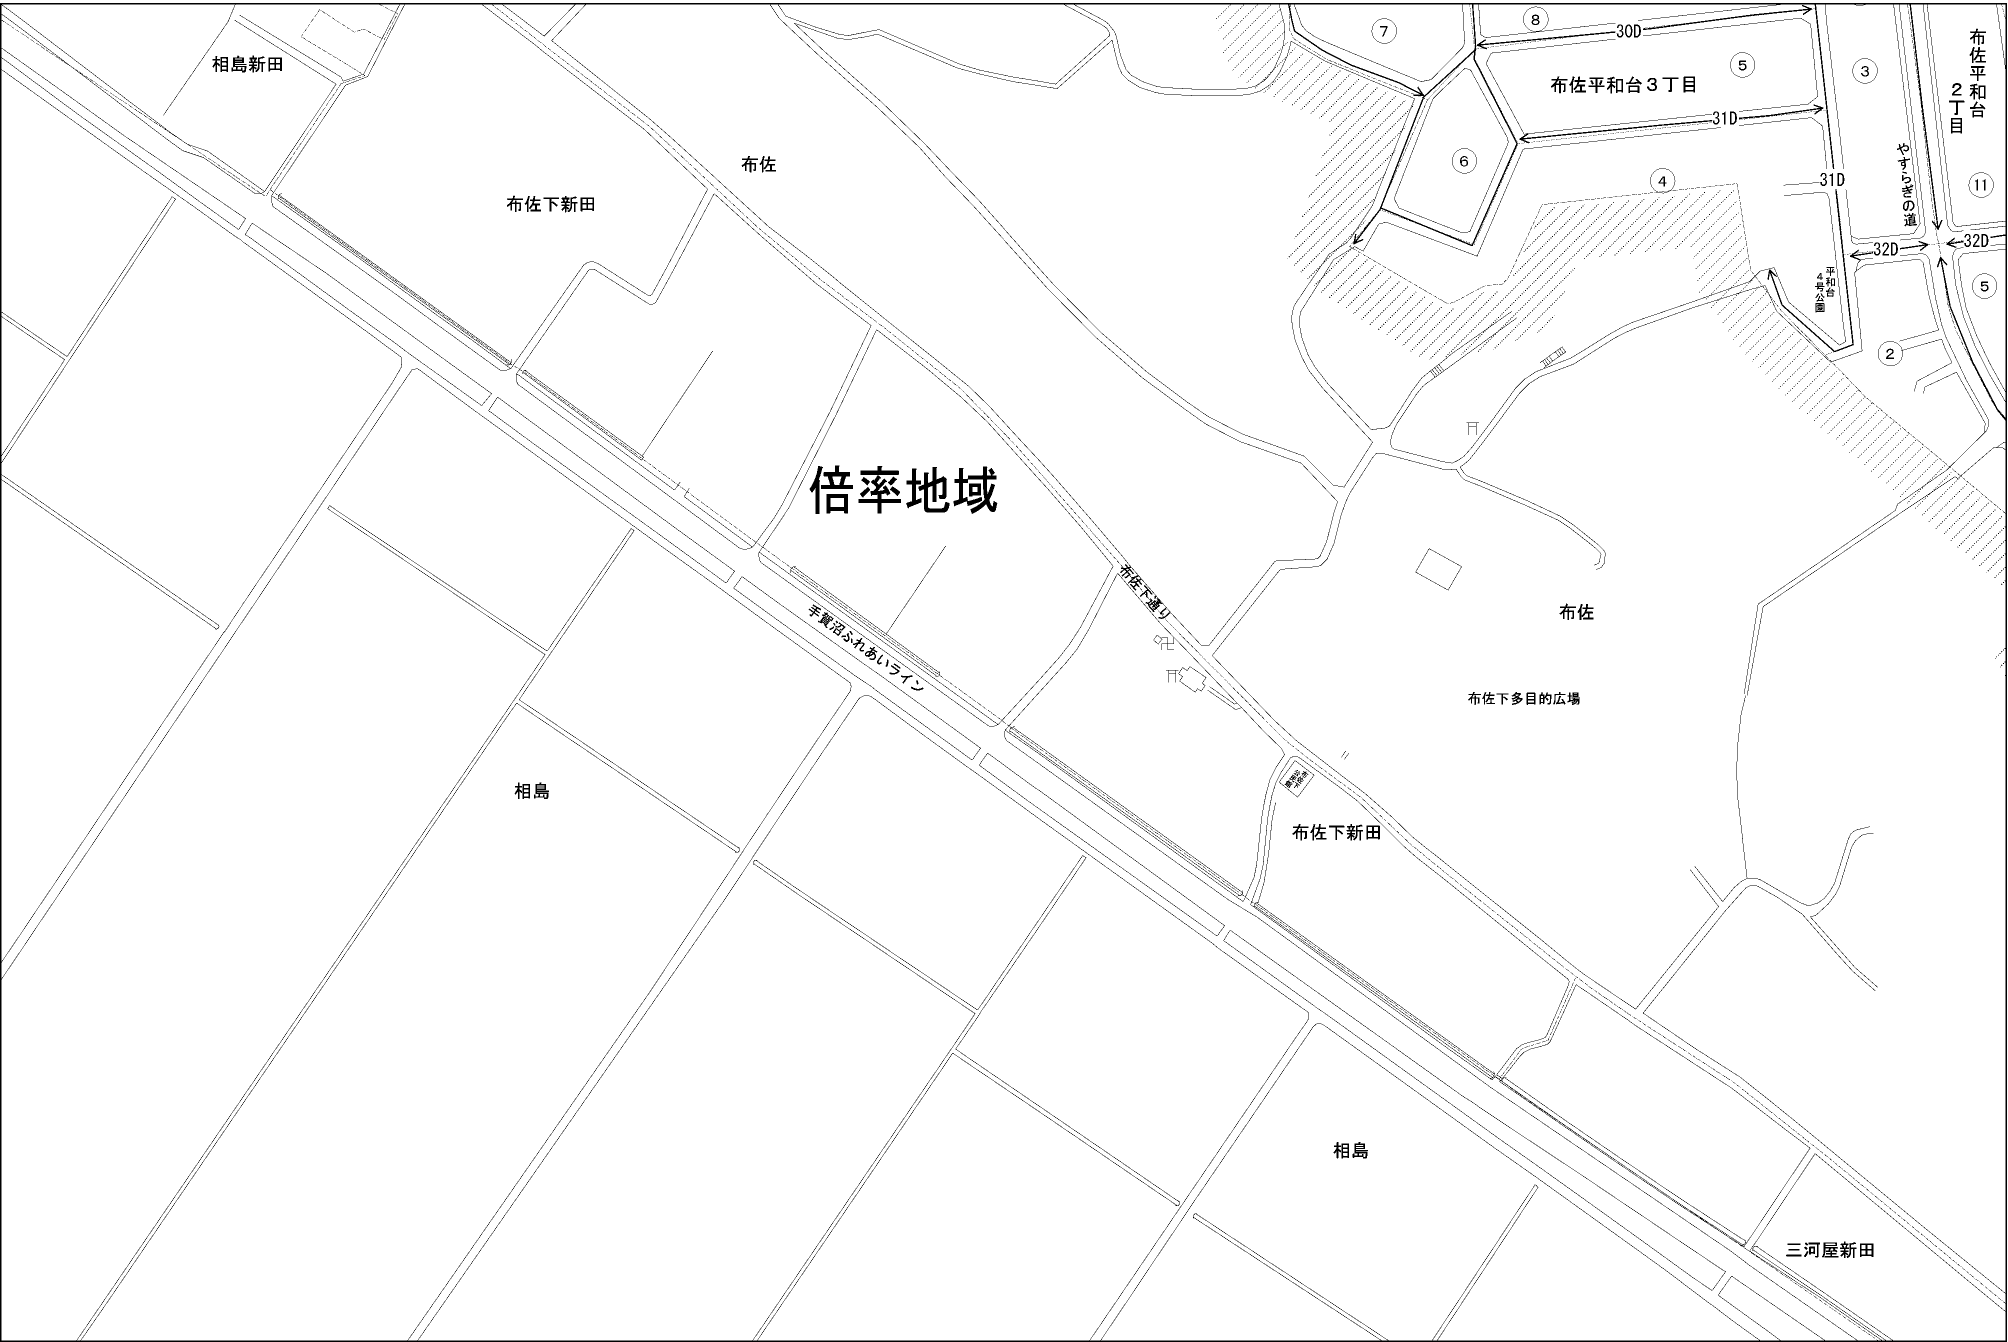 相島新田
布佐
布佐下新田
7
8
30D
5
布佐平和台3丁目
3
布佐平和台
2丁目
31D
6
4
31D
やすらぎの道
11
32D
32D
平和台
4号公園
5
2
倍率地域
布佐下通り
手賀沼ふれあいライン
布佐
布佐下多目的広場
相島
布佐下新田
相島
三河屋新田